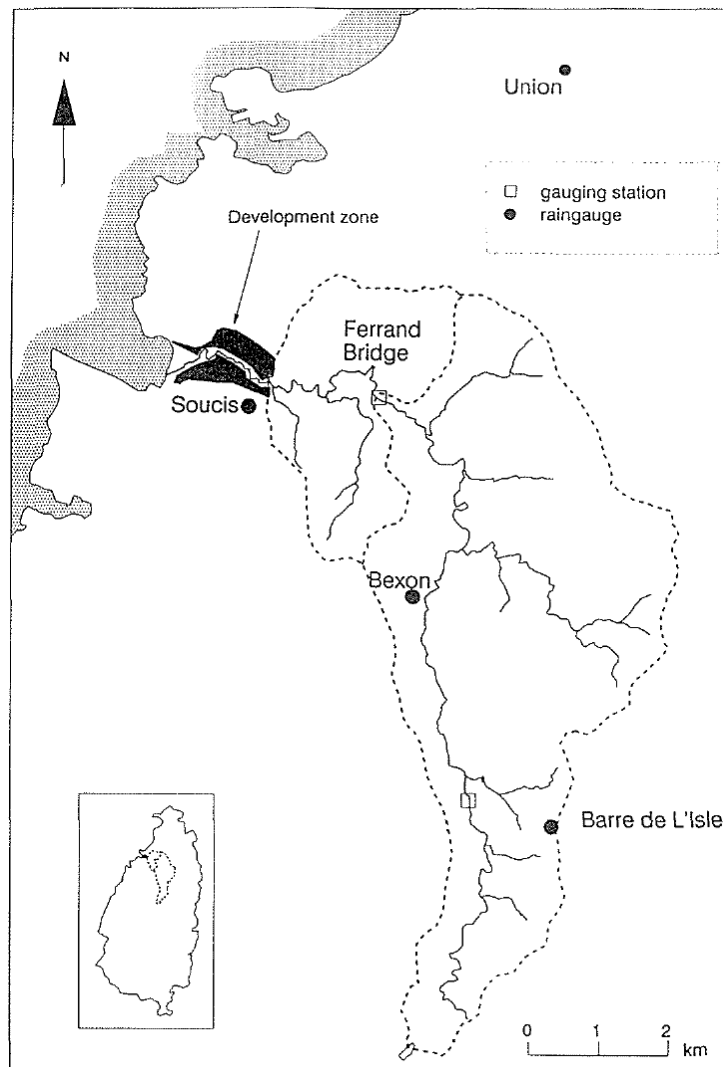 N
Union
gauging station
raingauge
Development zone
Ferrand
Bridge
Soucis
Bexon
Barre de L'Isle
0 1 2
km